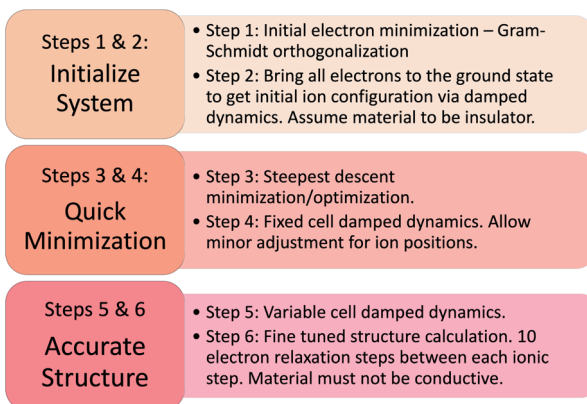 Steps 1 & 2:
Initialize
System
• Step 1: Initial electron minimization – Gram-
Schmidt orthogonalization
• Step 2: Bring all electrons to the ground state
to get initial ion configuration via damped
dynamics. Assume material to be insulator.
Steps 3 & 4:
Quick
Minimization
• Step 3: Steepest descent
minimization/optimization.
• Step 4: Fixed cell damped dynamics. Allow
minor adjustment for ion positions.
Steps 5 & 6
Accurate
Structure
• Step 5: Variable cell damped dynamics.
• Step 6: Fine tuned structure calculation. 10
electron relaxation steps between each ionic
step. Material must not be conductive.